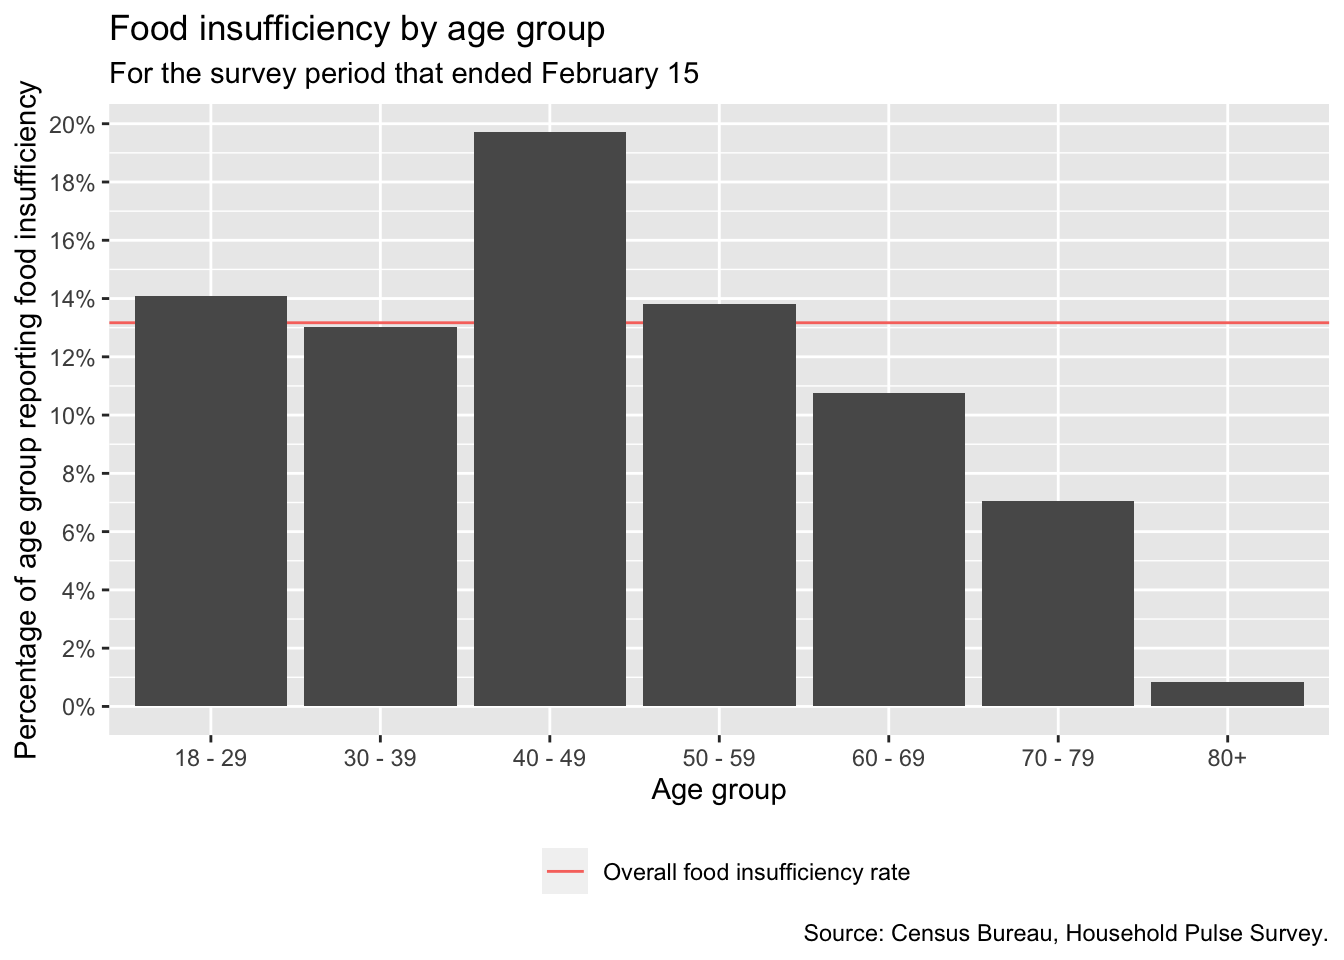 Food insufficiency by age group
For the survey period that ended February 15
Percentage of age group reporting food insufficiency
20%
18%
16%
14%
12%
10%
8%
6%
4%
2%
0%
18 - 29
30 - 39
40 - 49
50 - 59
60 - 69
70 - 79
80+
Age group
Overall food insufficiency rate
Source: Census Bureau, Household Pulse Survey.